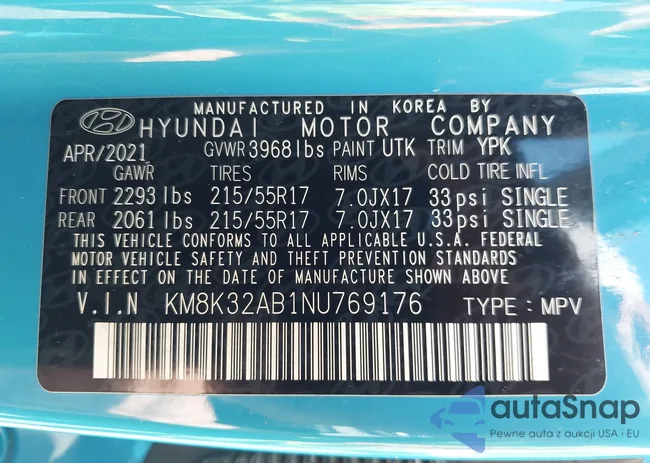 MANUFACTURED IN KOREA BY
HYUNDAI MOTOR COMPANY
APR/2021 GVWR 3968lbs PAINT UTK TRIM YPK
GAWR TIRES RIMS COLD TIRE INFL
FRONT 2293lbs 215/55R17 7.0JX17 33psi SINGLE
REAR 2061lbs 215/55R17 7.0JX17 33psi SINGLE
THIS VEHICLE CONFORMS TO ALL APPLICABLE U.S.A. FEDERAL
MOTOR VEHICLE SAFETY AND THEFT PREVENTION STANDARDS
IN EFFECT ON THE DATE OF MANUFACTURE SHOWN ABOVE.
V.I.N KM8K32AB1NU769176 TYPE : MPV
autaSnap
Pewne auta z aukcji USA i EU